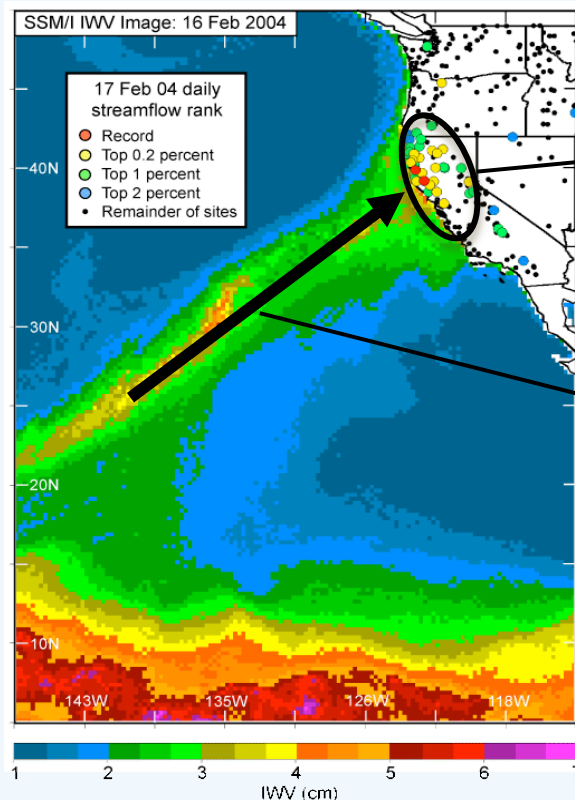 SSM/I IWV Image: 16 Feb 2004
17 Feb 04 daily
streamflow rank
Record
Top 0.2 percent
Top 1 percent
Top 2 percent
Remainder of sites
40N
30N
20N
10N
143W 135W 126W 118W
1 2 3 4 5 6
IWV (cm)